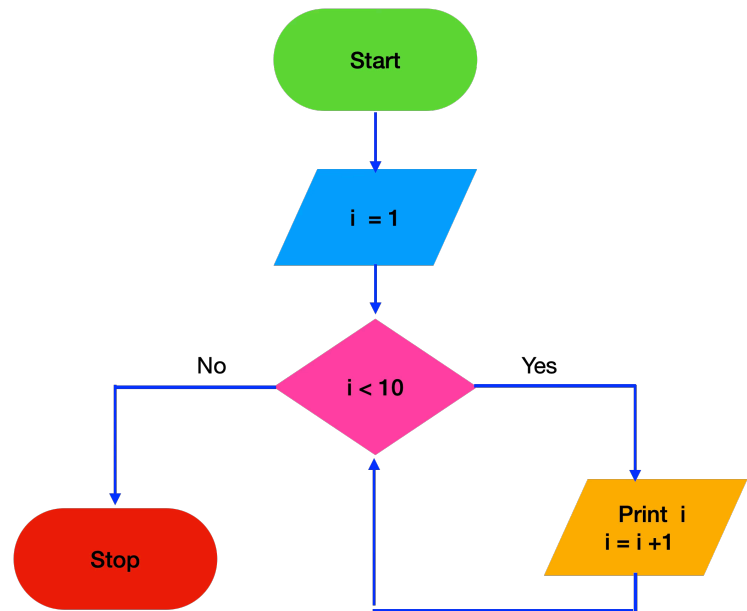 Start
i = 1
i < 10
No
Yes
Print i
i = i +1
Stop